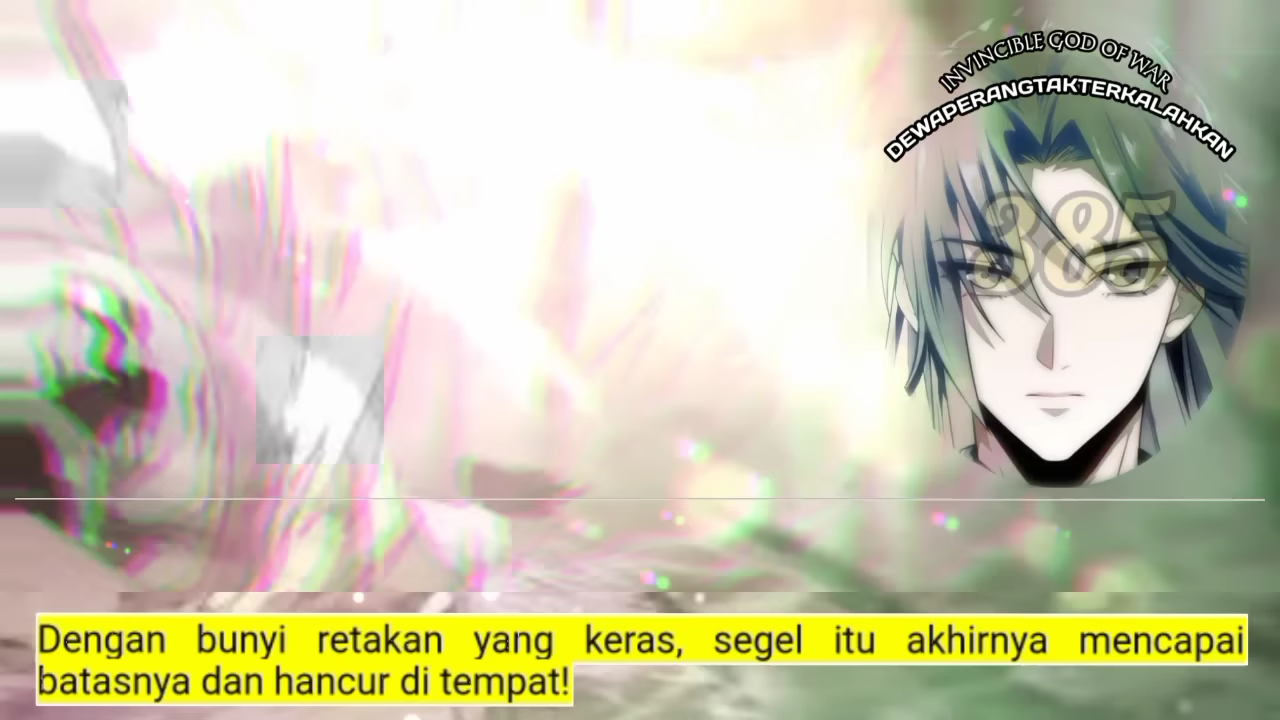 INVINCIBLE GOD OF WAR
DEWAPERANGTAKTERKALAHKAN
385
Dengan bunyi retakan yang keras, segel itu akhirnya mencapai
batasnya dan hancur di tempat!